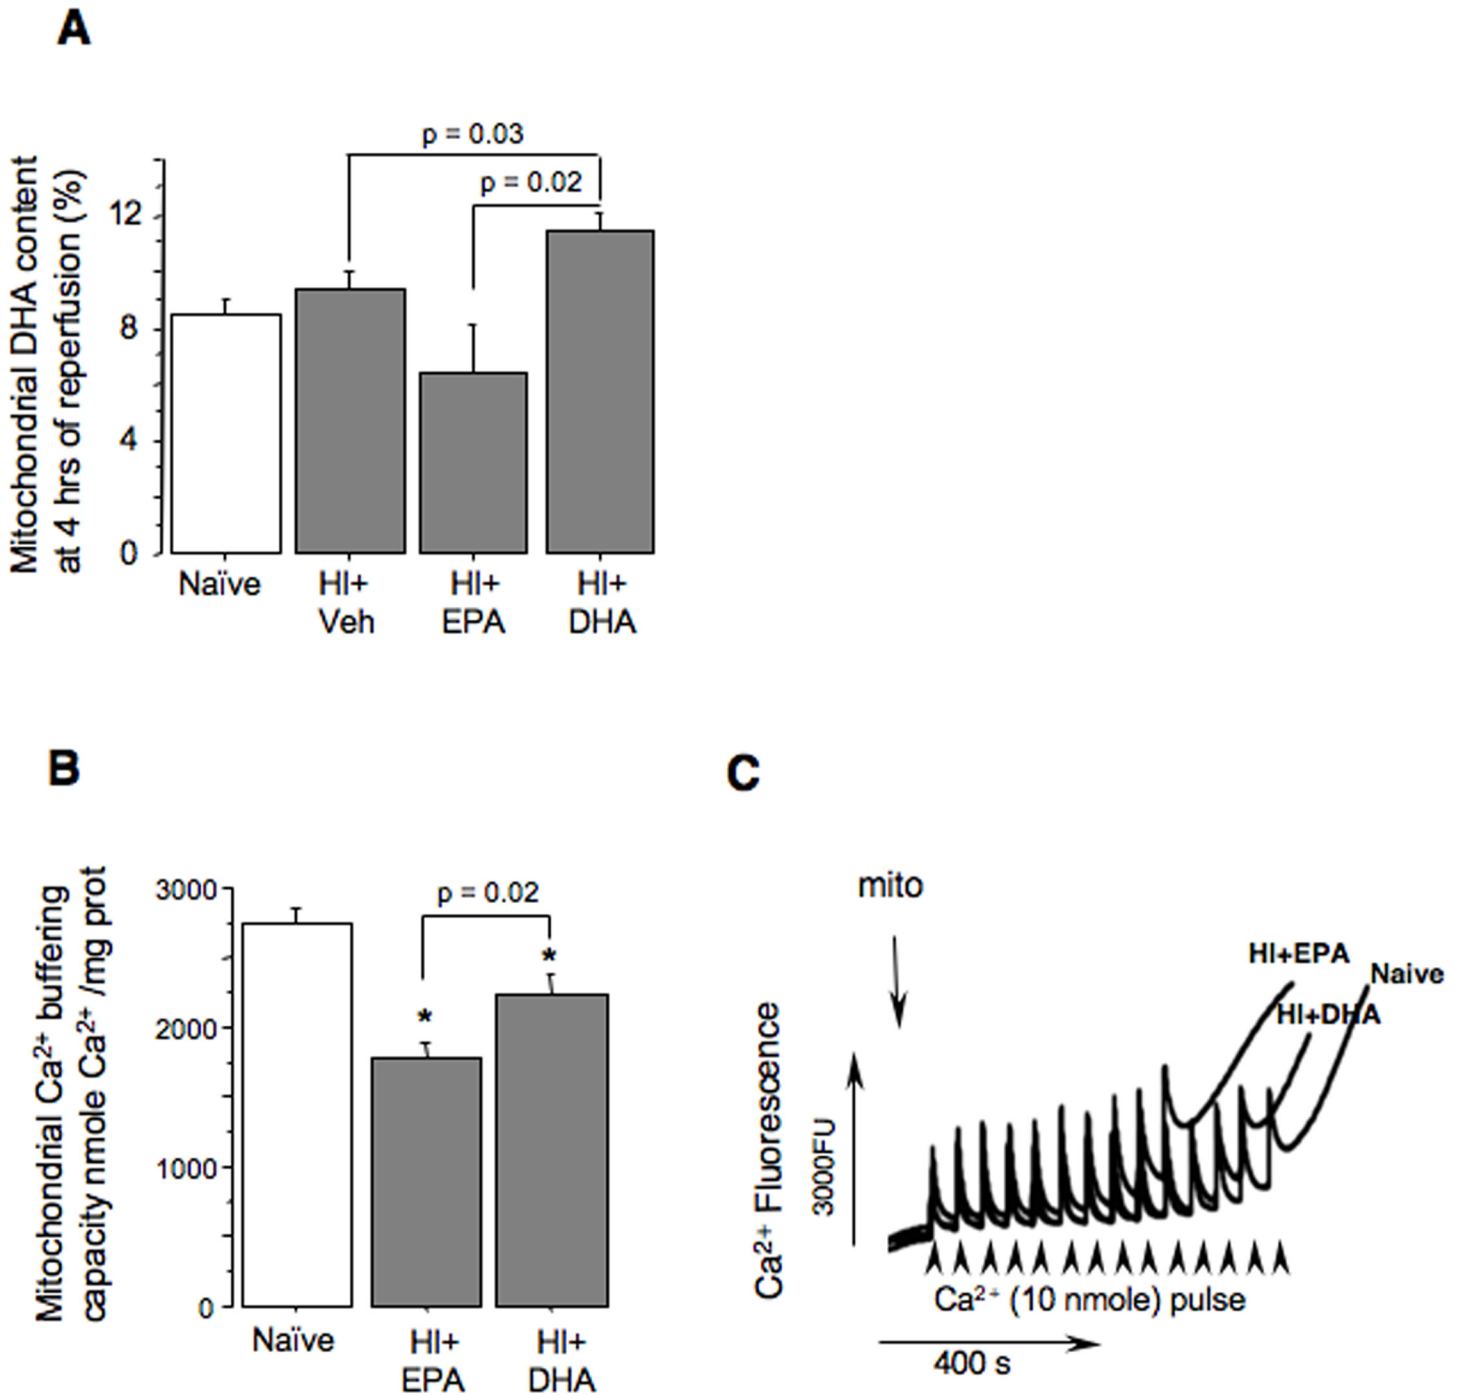 A
Mitochondrial DHA content
at 4 hrs of reperfusion (%)
p = 0.03
p = 0.02
12
8
4
0
Naïve
HI+
Veh
HI+
EPA
HI+
DHA
B
Mitochondrial Ca²⁺ buffering
capacity nmole Ca²⁺ /mg prot
3000
2000
1000
0
p = 0.02
*
*
Naïve
HI+
EPA
HI+
DHA
C
mito
HI+EPA
Naive
HI+DHA
Ca²⁺ Fluorescence
3000FU
Ca²⁺ (10 nmole) pulse
400 s